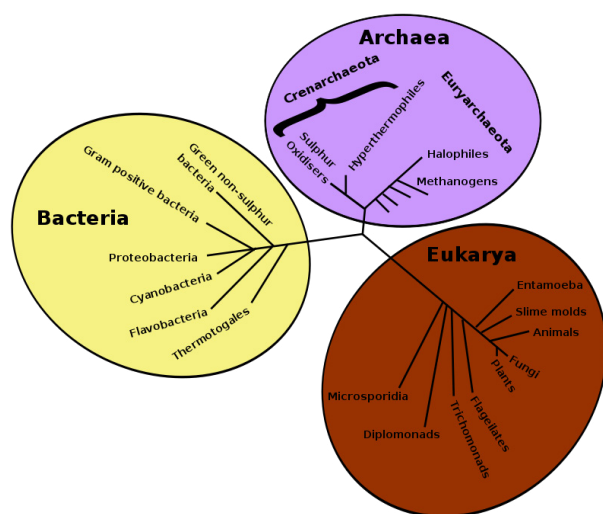 Archaea
Crenarchaeota
Euryarchaeota
Sulphur
Oxidisers
Hyperthermophiles
Halophiles
Methanogens
Bacteria
Green non-sulphur
bacteria
Gram positive bacteria
Proteobacteria
Cyanobacteria
Flavobacteria
Thermotogales
Eukarya
Entamoeba
Slime molds
Animals
Fungi
Plants
Flagellates
Trichomonads
Diplomonads
Microsporidia